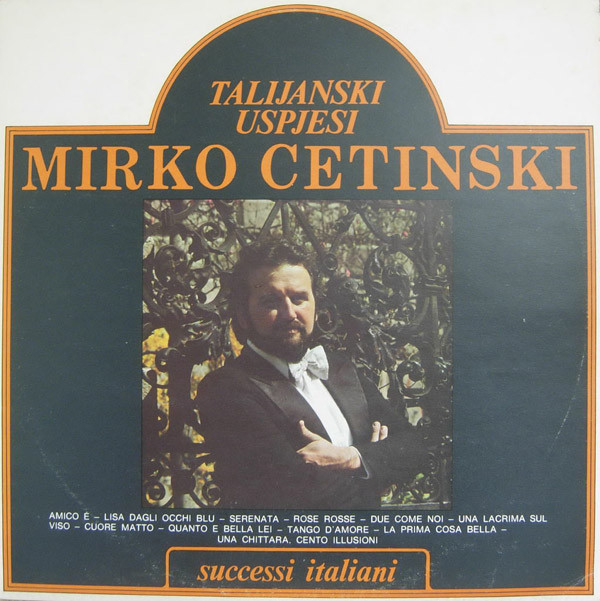 TALIJANSKI
USPJESI
MIRKO CETINSKI
AMICO É – LISA DAGLI OCCHI BLU – SERENATA – ROSE ROSSE – DUE COME NOI – UNA LACRIMA SUL
VISO – CUORE MATTO – QUANTO E BELLA LEI – TANGO D'AMORE – LA PRIMA COSA BELLA –
UNA CHITTARA, CENTO ILLUSIONI
successi italiani